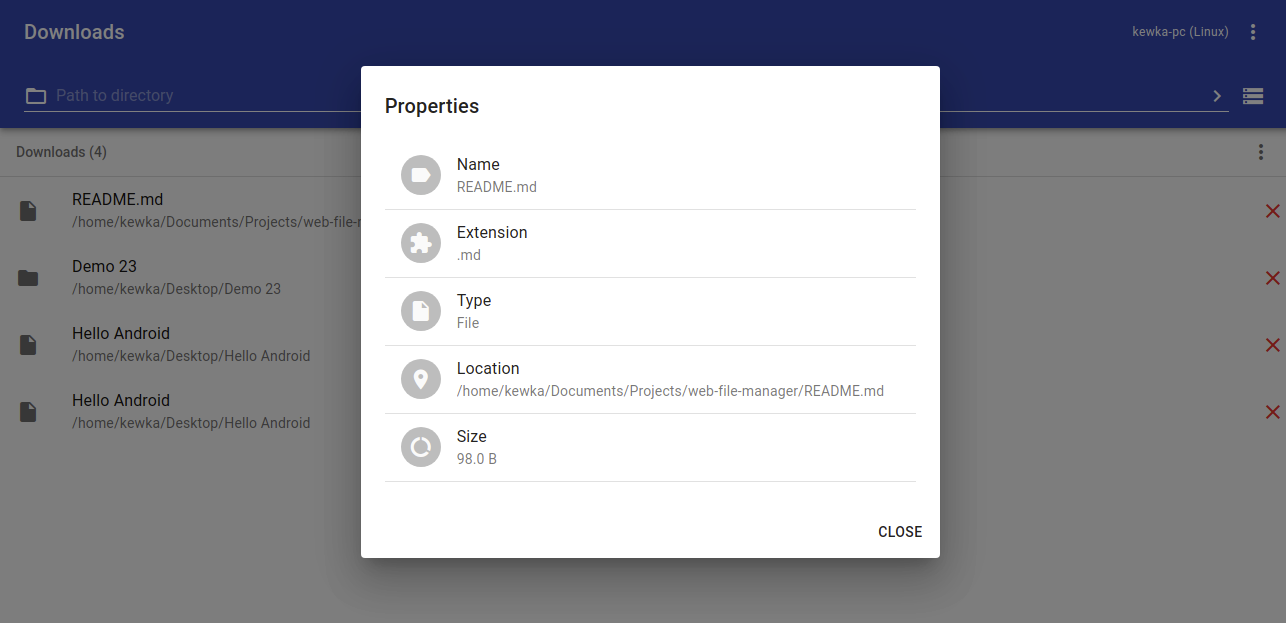 Downloads
kewka-pc (Linux)
Path to directory
Downloads (4)
README.md
/home/kewka/Documents/Projects/web-file-
Demo 23
/home/kewka/Desktop/Demo 23
Hello Android
/home/kewka/Desktop/Hello Android
Hello Android
/home/kewka/Desktop/Hello Android
Properties
Name
README.md
Extension
.md
Type
File
Location
/home/kewka/Documents/Projects/web-file-manager/README.md
Size
98.0 B
CLOSE